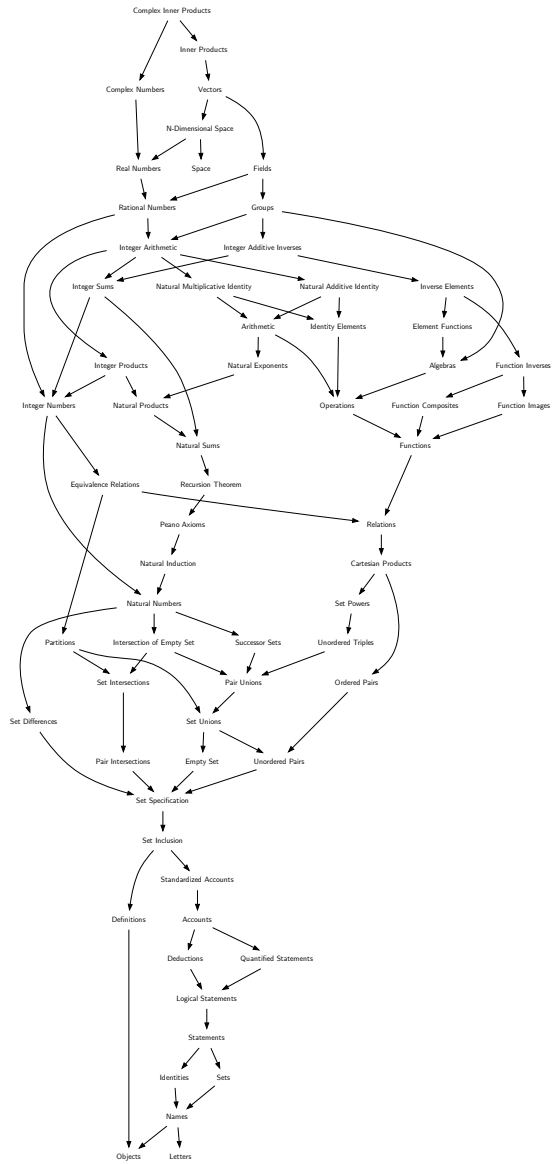 Complex Inner Products
Inner Products
Complex Numbers
Vectors
N-Dimensional Space
Real Numbers
Space
Fields
Rational Numbers
Groups
Integer Arithmetic
Integer Additive Inverses
Integer Sums
Natural Multiplicative Identity
Natural Additive Identity
Inverse Elements
Arithmetic
Identity Elements
Element Functions
Integer Products
Natural Exponents
Algebras
Function Inverses
Integer Numbers
Natural Products
Operations
Function Composites
Function Images
Natural Sums
Functions
Equivalence Relations
Recursion Theorem
Peano Axioms
Relations
Natural Induction
Cartesian Products
Natural Numbers
Set Powers
Partitions
Intersection of Empty Set
Successor Sets
Unordered Triples
Set Intersections
Pair Unions
Ordered Pairs
Set Differences
Set Unions
Pair Intersections
Empty Set
Unordered Pairs
Set Specification
Set Inclusion
Standardized Accounts
Definitions
Accounts
Deductions
Quantified Statements
Logical Statements
Statements
Identities
Sets
Names
Objects
Letters